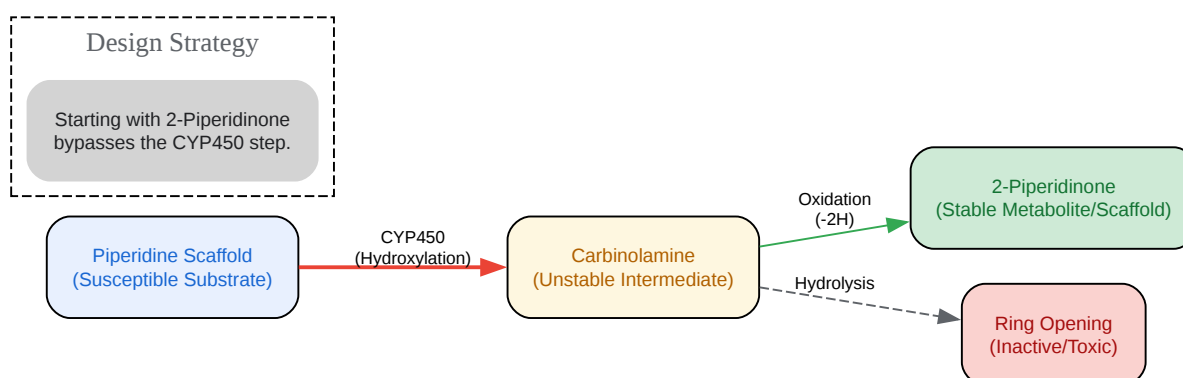 Design Strategy
Starting with 2-Piperidinone
bypasses the CYP450 step.
Piperidine Scaffold
(Susceptible Substrate)
CYP450
(Hydroxylation)
Carbinolamine
(Unstable Intermediate)
Oxidation
(-2H)
2-Piperidinone
(Stable Metabolite/Scaffold)
Hydrolysis
Ring Opening
(Inactive/Toxic)